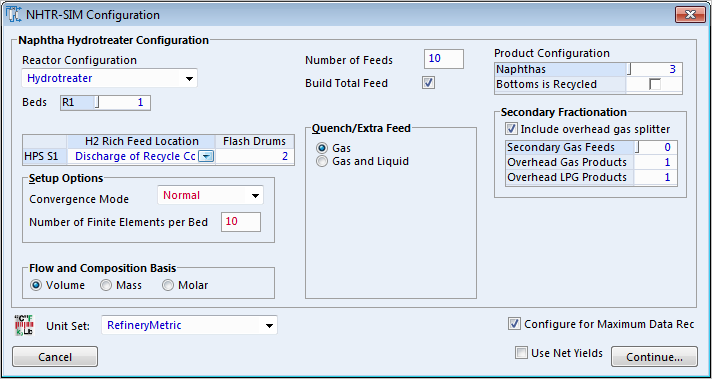 NHTR-SIM Configuration
Naphtha Hydrotreater Configuration
Reactor Configuration
Hydrotreater
Beds R1 1
Number of Feeds 10
Build Total Feed
Product Configuration
Naphthas 3
Bottoms is Recycled
H2 Rich Feed Location Flash Drums
HPS S1 Discharge of Recycle Cc 2
Quench/Extra Feed
Gas
Gas and Liquid
Secondary Fractionation
Include overhead gas splitter
Secondary Gas Feeds 0
Overhead Gas Products 1
Overhead LPG Products 1
Setup Options
Convergence Mode Normal
Number of Finite Elements per Bed 10
Flow and Composition Basis
Volume Mass Molar
Unit Set: RefineryMetric
Configure for Maximum Data Rec
Use Net Yields
Cancel
Continue...